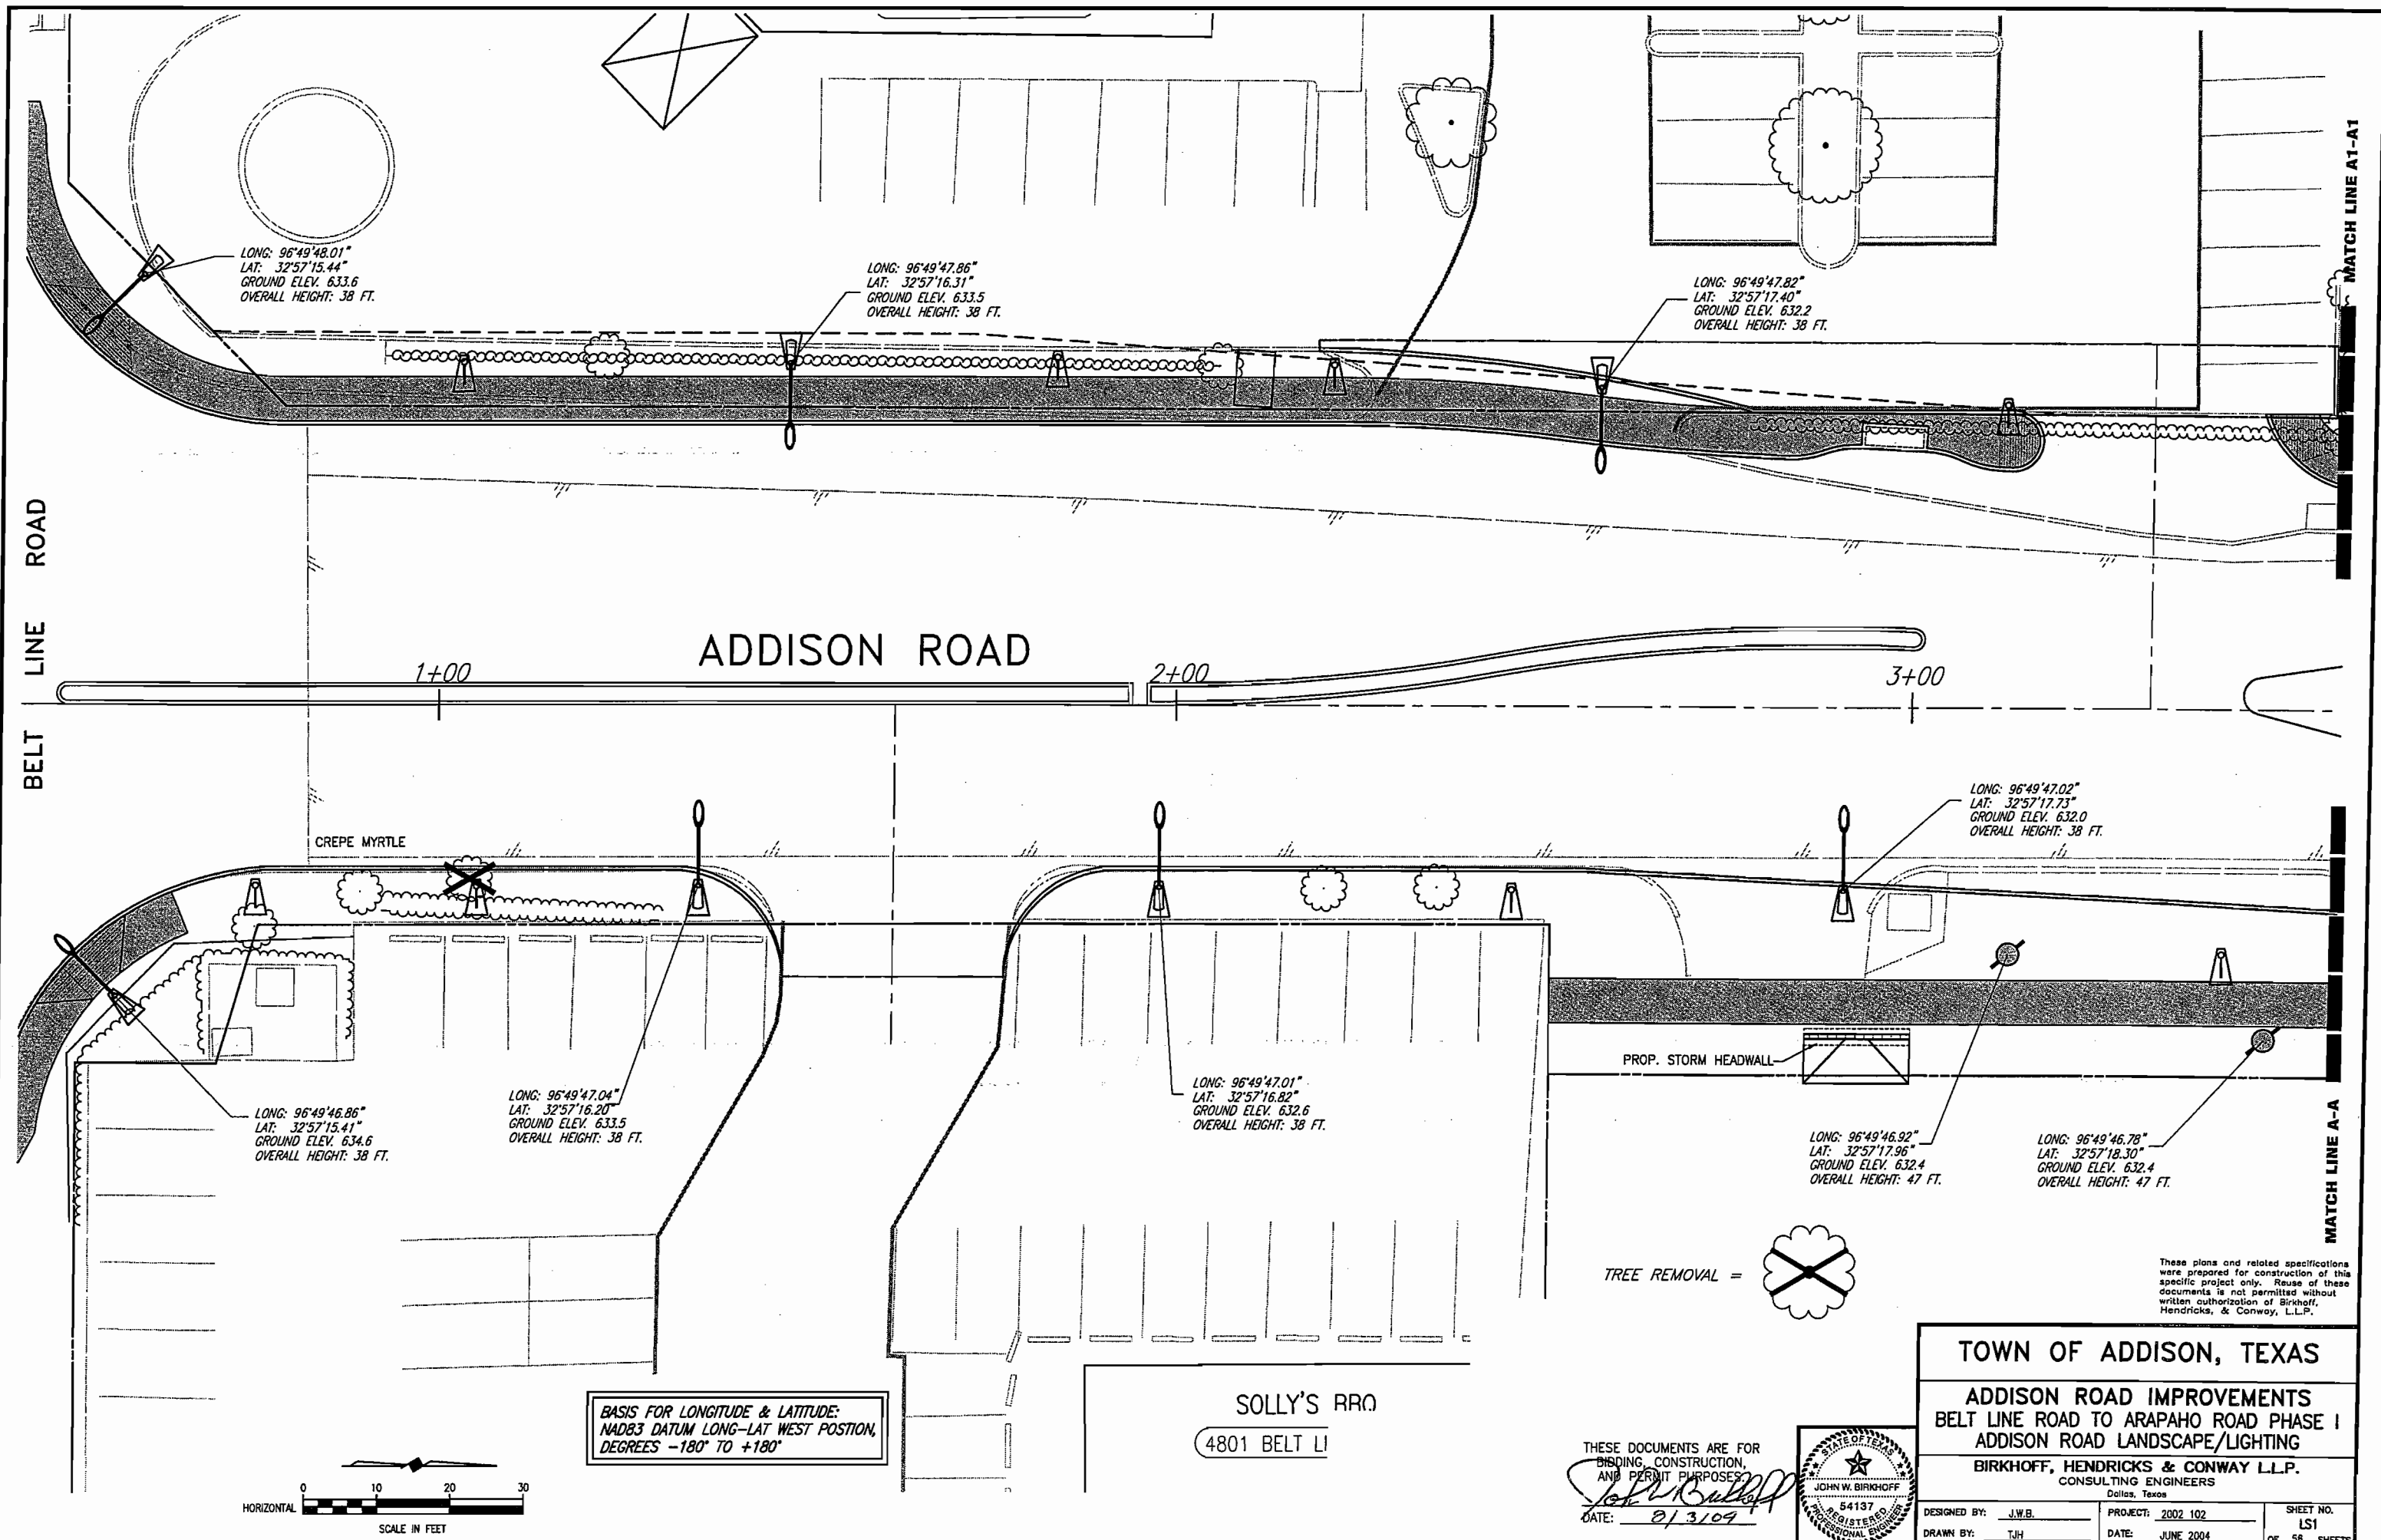 LONG: 96°49'48.01"
LAT: 32°57'15.44"
GROUND ELEV. 633.6
OVERALL HEIGHT: 38 FT.
LONG: 96°49'47.86"
LAT: 32°57'16.31"
GROUND ELEV. 633.5
OVERALL HEIGHT: 38 FT.
LONG: 96°49'47.82"
LAT: 32°57'17.40"
GROUND ELEV. 632.2
OVERALL HEIGHT: 38 FT.
MATCH LINE A1-A1
BELT LINE ROAD
ADDISON ROAD
1+00
2+00
3+00
CREPE MYRTLE
LONG: 96°49'47.02"
LAT: 32°57'17.73"
GROUND ELEV. 632.0
OVERALL HEIGHT: 38 FT.
PROP. STORM HEADWALL
LONG: 96°49'46.86"
LAT: 32°57'15.41"
GROUND ELEV. 634.6
OVERALL HEIGHT: 38 FT.
LONG: 96°49'47.04"
LAT: 32°57'16.20"
GROUND ELEV. 633.5
OVERALL HEIGHT: 38 FT.
LONG: 96°49'47.01"
LAT: 32°57'16.82"
GROUND ELEV. 632.6
OVERALL HEIGHT: 38 FT.
LONG: 96°49'46.92"
LAT: 32°57'17.96"
GROUND ELEV. 632.4
OVERALL HEIGHT: 47 FT.
LONG: 96°49'46.78"
LAT: 32°57'18.30"
GROUND ELEV. 632.4
OVERALL HEIGHT: 47 FT.
MATCH LINE A-A
TREE REMOVAL =
These plans and related specifications
were prepared for construction of this
specific project only. Reuse of these
documents is not permitted without
written authorization of Birkhoff,
Hendricks, & Conway, L.L.P.
BASIS FOR LONGITUDE & LATITUDE:
NAD83 DATUM LONG-LAT WEST POSTION,
DEGREES -180° TO +180°
SOLLY'S
4801 BELT
HORIZONTAL
0 10 20 30
SCALE IN FEET
THESE DOCUMENTS ARE FOR
BIDDING, CONSTRUCTION,
AND PERMIT PURPOSES.
John W Birkhoff
DATE: 8/3/04
STATE OF TEXAS
JOHN W. BIRKHOFF
54137
REGISTERED
PROFESSIONAL ENGINEER
TOWN OF ADDISON, TEXAS
ADDISON ROAD IMPROVEMENTS
BELT LINE ROAD TO ARAPAHO ROAD PHASE I
ADDISON ROAD LANDSCAPE/LIGHTING
BIRKHOFF, HENDRICKS & CONWAY L.L.P.
CONSULTING ENGINEERS
Dallas, Texas
DESIGNED BY: J.W.B.
PROJECT: 2002 102
SHEET NO.
LS1
DRAWN BY: TJH
DATE: JUNE 2004
OF 58 SHEETS